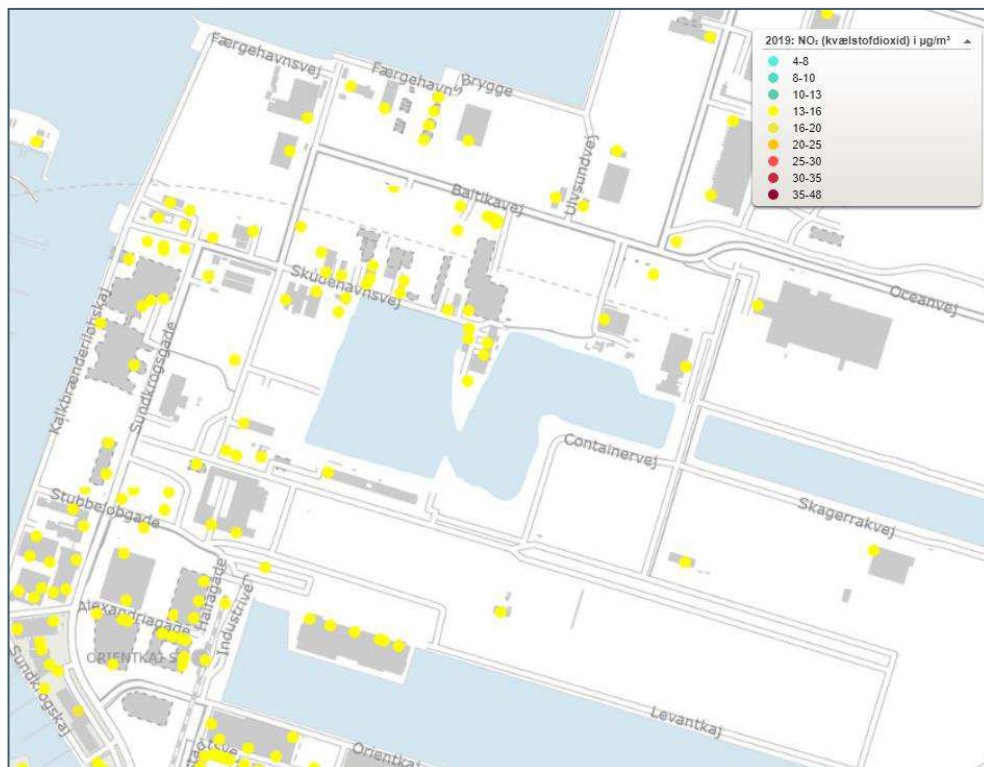 2019: NO₂ (kvælstofdioxid) i µg/m³
4-8
8-10
10-13
13-16
16-20
20-25
25-30
30-35
35-48
Færgehavnsvej
Færgehavns
Brygge
Ulvsundvej
Baltikavej
Skudehavnsvej
Oceanvej
Kalkbrænderiløbskaj
Sundkrogsgade
Containervej
Skagerrakvej
Stubbeløbgade
Hallagade
Industrivej
Alexandriagade
ORIENTKAJ S
Sundkrogskaj
Levantkaj
Orientkaj